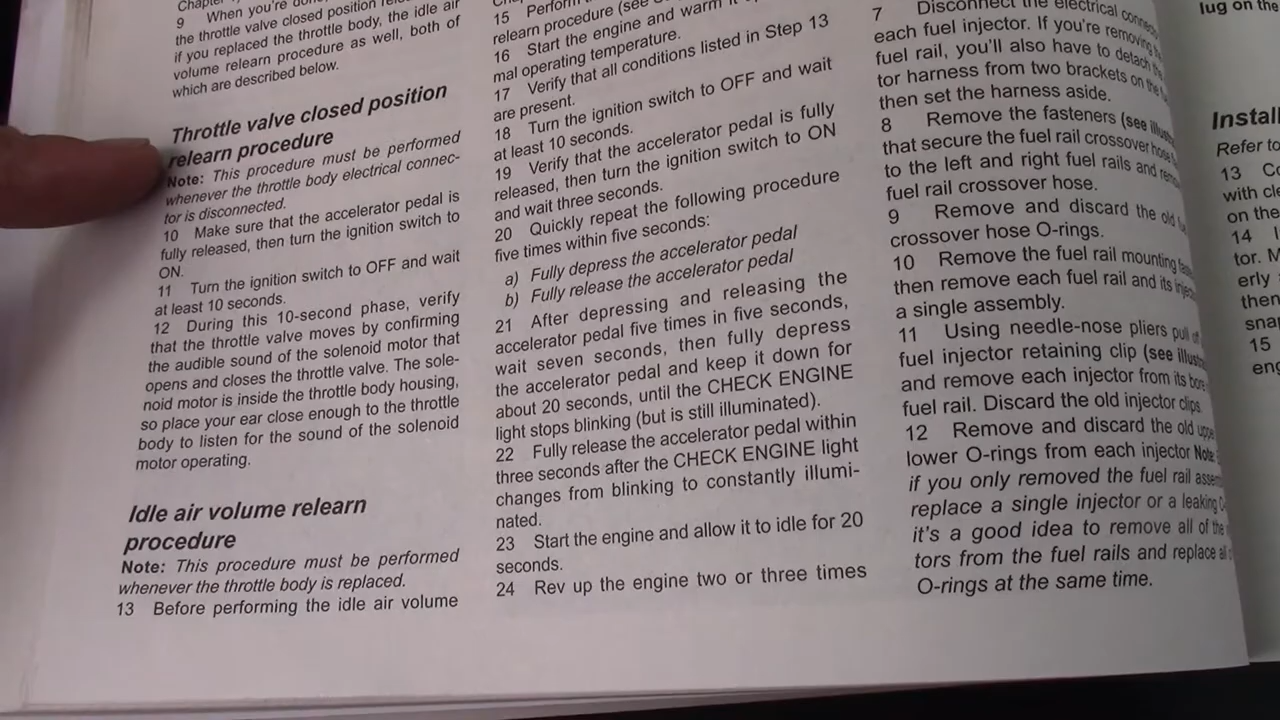 9 When you're done,
the throttle valve closed position
if you replaced the throttle body, the idle air
volume relearn procedure as well, both of
which are described below.
Throttle valve closed position
relearn procedure
Note: This procedure must be performed
whenever the throttle body electrical connec-
tor is disconnected.
10 Make sure that the accelerator pedal is
fully released, then turn the ignition switch to
ON.
11 Turn the ignition switch to OFF and wait
at least 10 seconds.
12 During this 10-second phase, verify
that the throttle valve moves by confirming
the audible sound of the solenoid motor that
opens and closes the throttle valve. The sole-
noid motor is inside the throttle body housing,
so place your ear close enough to the throttle
body to listen for the sound of the solenoid
motor operating.
Idle air volume relearn
procedure
Note: This procedure must be performed
whenever the throttle body is replaced.
13 Before performing the idle air volume
15 Perform
relearn procedure (see
16 Start the engine and warm it
mal operating temperature.
17 Verify that all conditions listed in Step 13
are present.
18 Turn the ignition switch to OFF and wait
at least 10 seconds.
19 Verify that the accelerator pedal is fully
released, then turn the ignition switch to ON
and wait three seconds.
20 Quickly repeat the following procedure
five times within five seconds:
a) Fully depress the accelerator pedal
b) Fully release the accelerator pedal
21 After depressing and releasing the
accelerator pedal five times in five seconds,
wait seven seconds, then fully depress
the accelerator pedal and keep it down for
about 20 seconds, until the CHECK ENGINE
light stops blinking (but is still illuminated).
22 Fully release the accelerator pedal within
three seconds after the CHECK ENGINE light
changes from blinking to constantly illumi-
nated.
23 Start the engine and allow it to idle for 20
seconds.
24 Rev up the engine two or three times
7 Disconnect the electrical
each fuel injector. If you're removing
fuel rail, you'll also have to detach
tor harness from two brackets on the
then set the harness aside.
8 Remove the fasteners (see
that secure the fuel rail crossover hose
to the left and right fuel rails and
fuel rail crossover hose.
9 Remove and discard the old
crossover hose O-rings.
10 Remove the fuel rail mounting
then remove each fuel rail and its
a single assembly.
11 Using needle-nose pliers pull
fuel injector retaining clip (see
and remove each injector from its bore
fuel rail. Discard the old injector clips.
12 Remove and discard the old upper
lower O-rings from each injector Note:
if you only removed the fuel rail
replace a single injector or a leaking
it's a good idea to remove all of the
tors from the fuel rails and replace all
O-rings at the same time.
lug on the
Refer to
13
with
on the
14
tor.
then
15